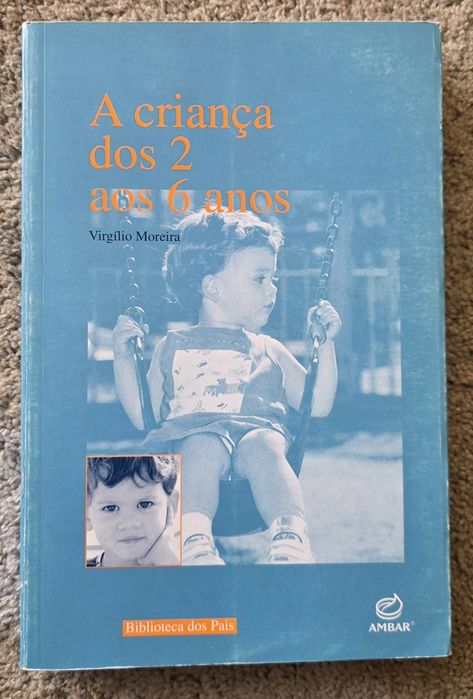 A criança
dos 2
aos 6 anos
Virgílio Moreira
Biblioteca dos Pais
AMBAR®